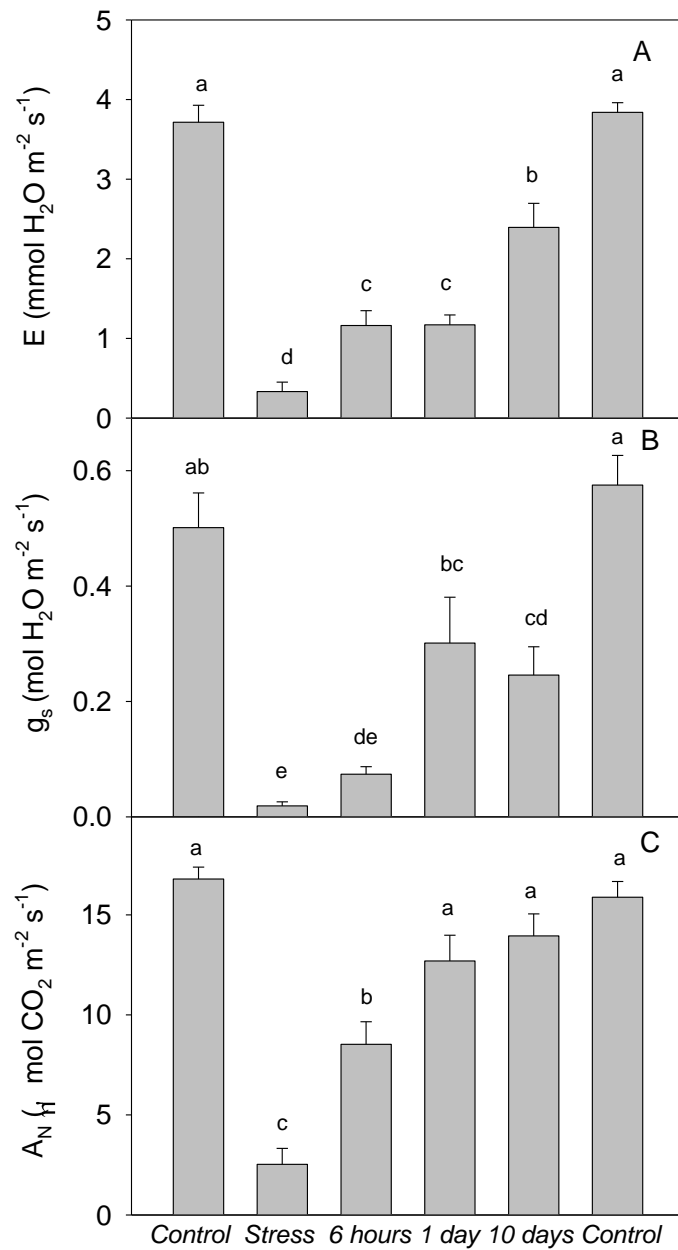 5
A
a
a
4
b
3
E (mmol H₂O m⁻² s⁻¹)
2
c
c
1
d
0
B
a
ab
0.6
bc
0.4
cd
gₛ (mol H₂O m⁻² s⁻¹)
0.2
de
e
0.0
C
a
a
a
a
15
b
10
mol CO₂ m⁻² s⁻¹)
A_N (
5
c
0
Control Stress 6 hours 1 day 10 days Control